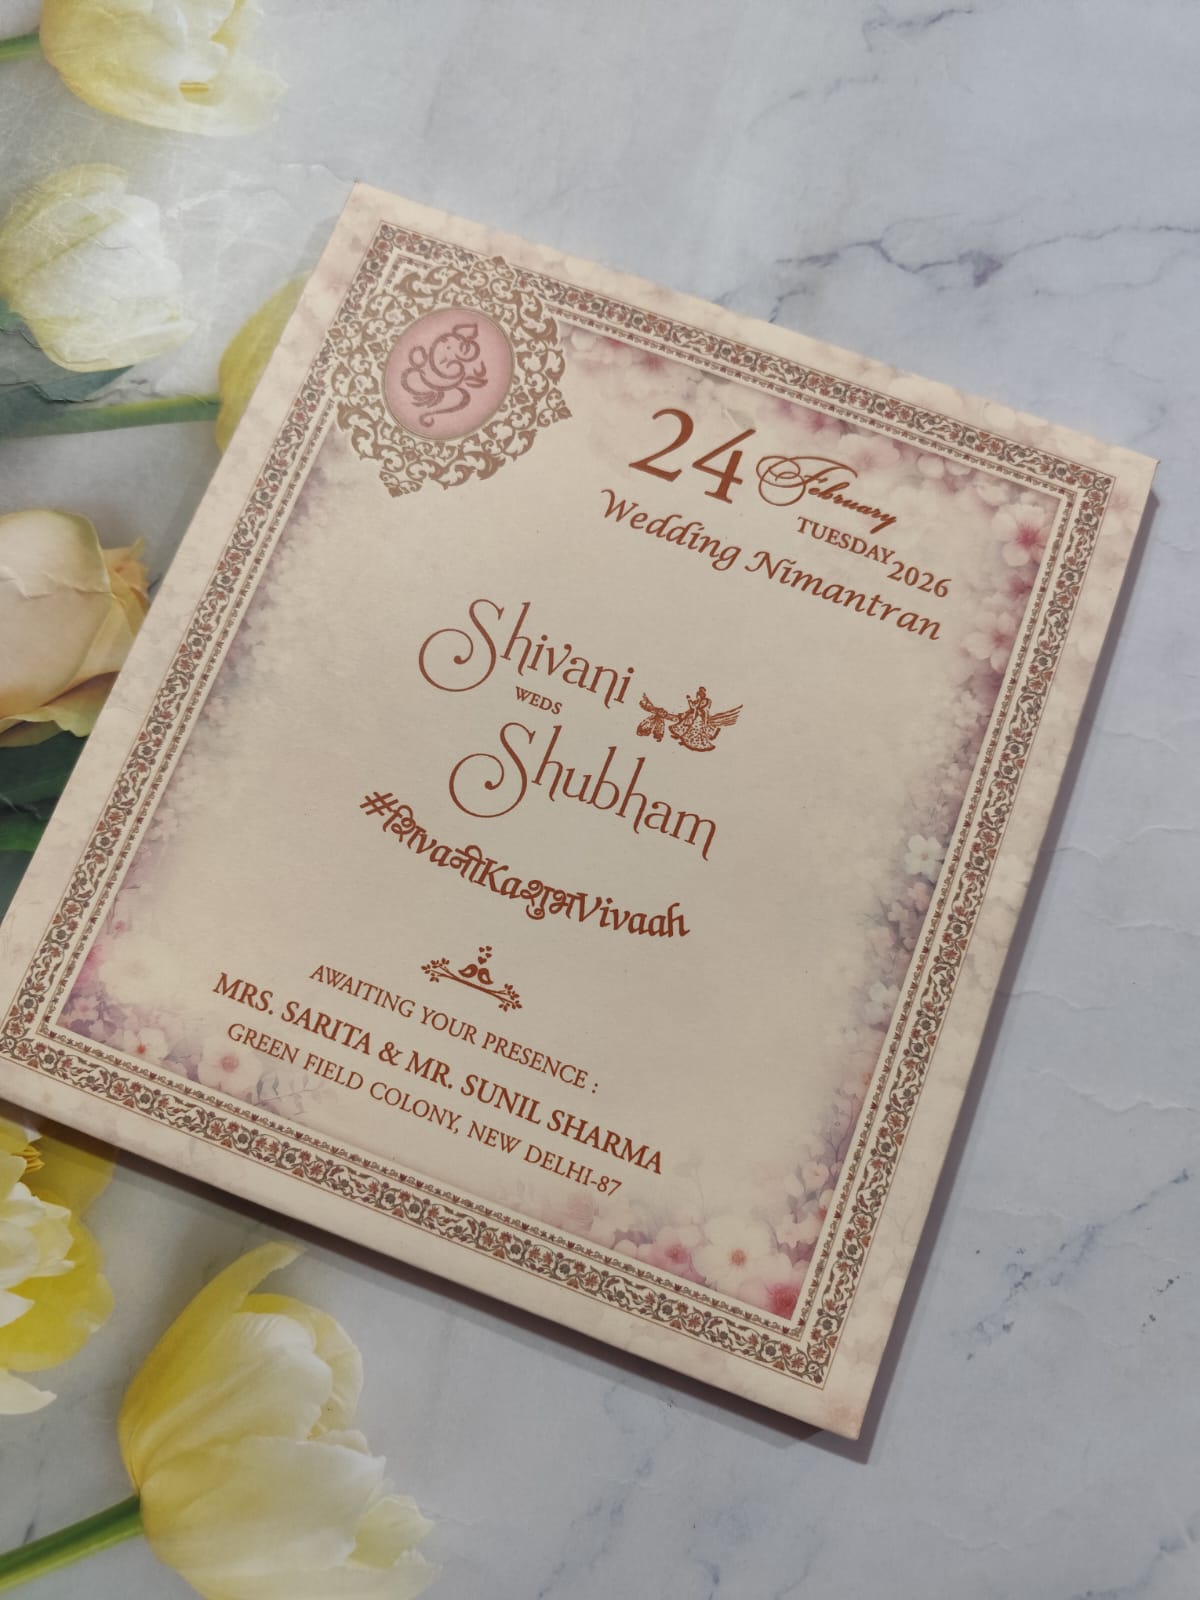 24 February
TUESDAY 2026
Wedding Nimantran
Shivani
WEDS
Shubham
#शिvaनीKaशुभVivaah
AWAITING YOUR PRESENCE :
MRS. SARITA & MR. SUNIL SHARMA
GREEN FIELD COLONY, NEW DELHI-87